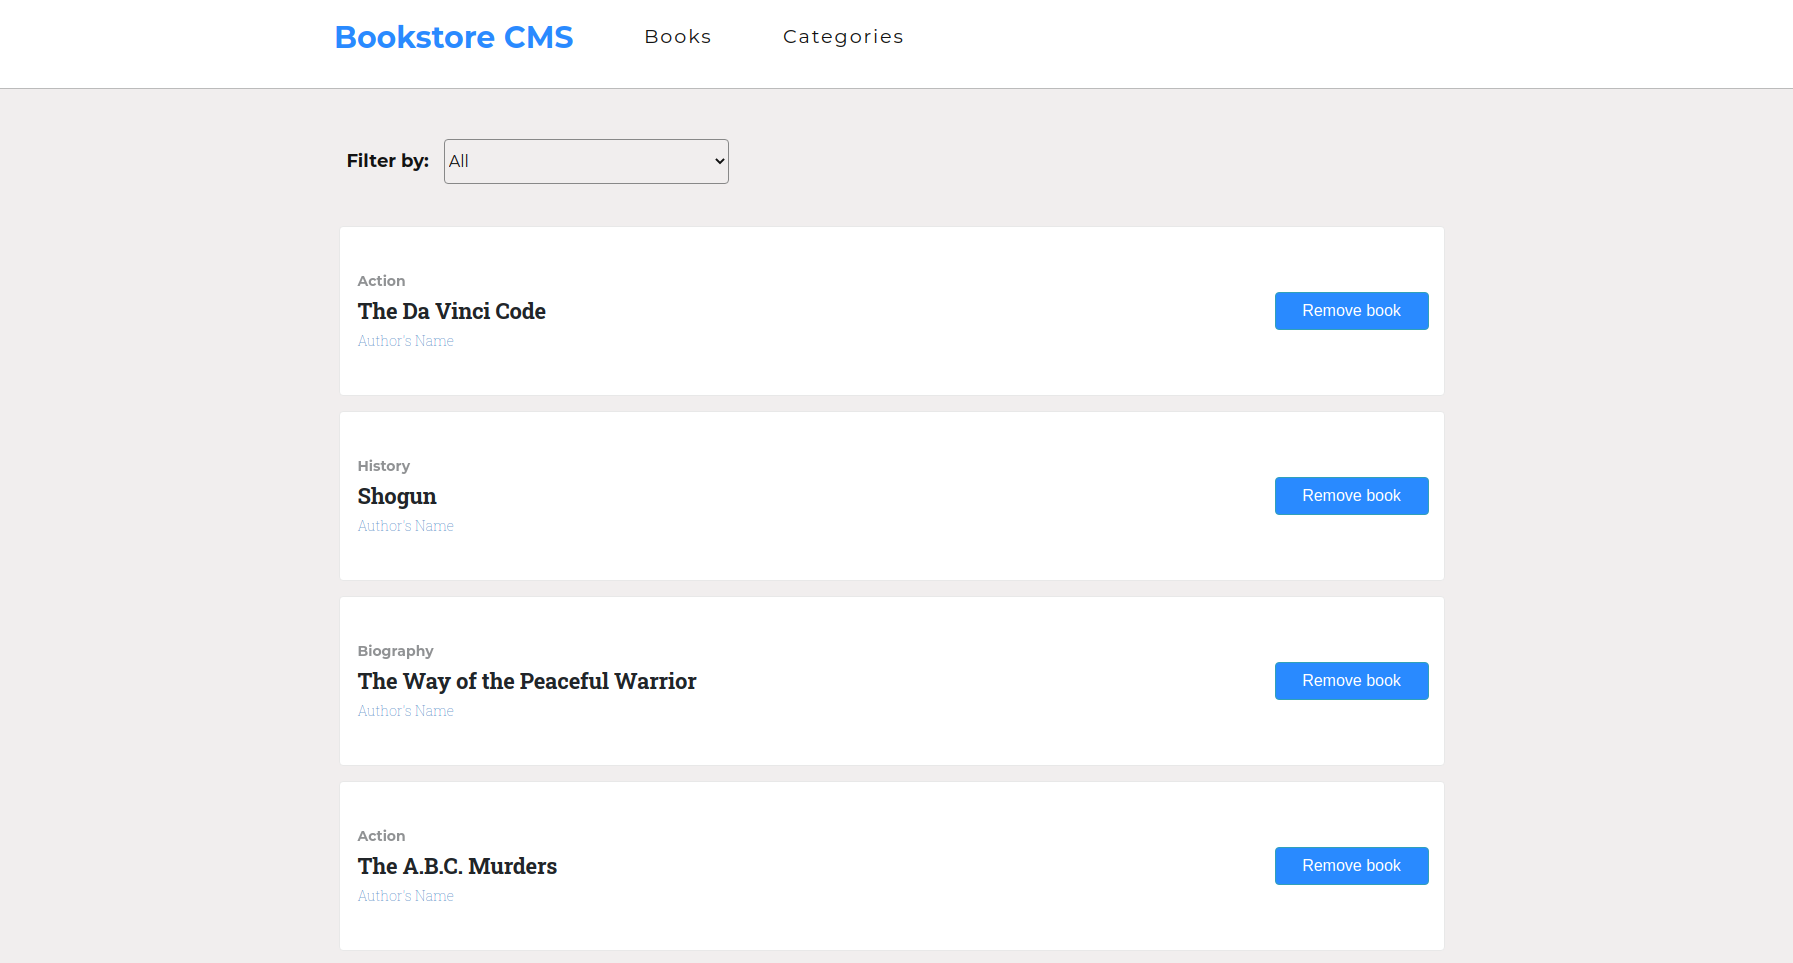 Bookstore CMS Books Categories
Filter by: All
Action
The Da Vinci Code
Author's Name
Remove book
History
Shogun
Author's Name
Remove book
Biography
The Way of the Peaceful Warrior
Author's Name
Remove book
Action
The A.B.C. Murders
Author's Name
Remove book